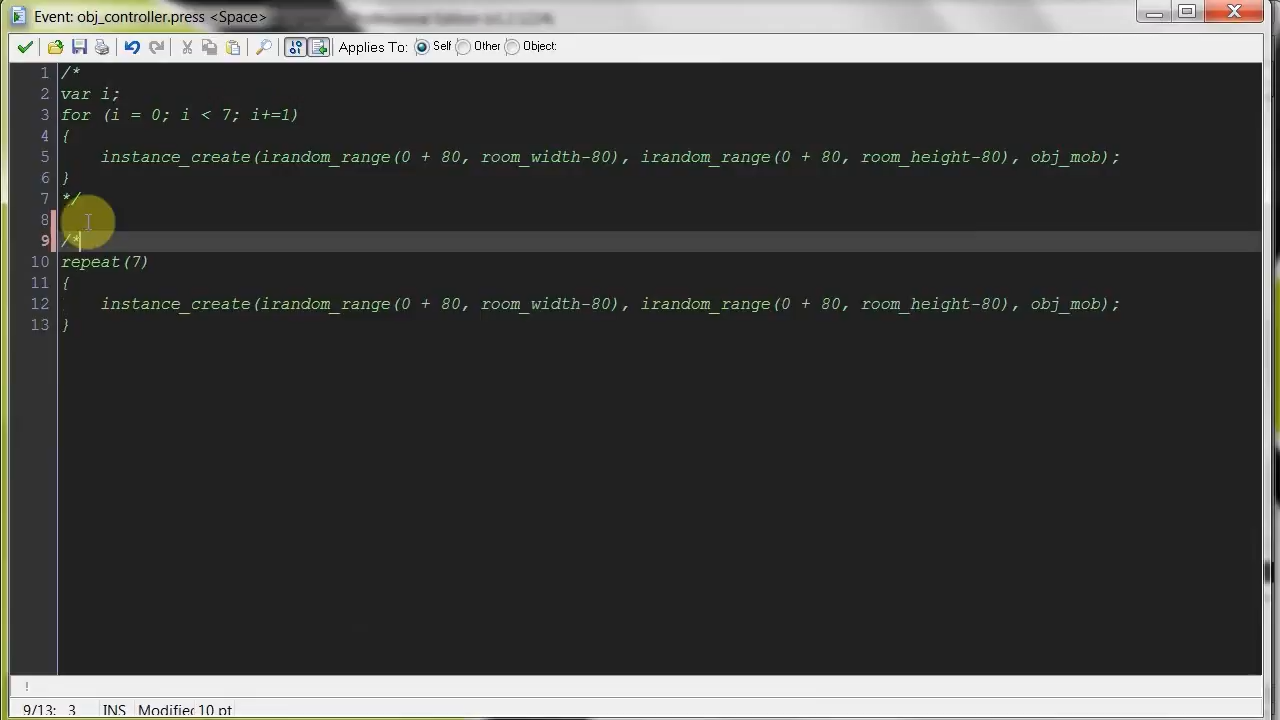 Event: obj_controller.press <Space>
Applies To: Self Other Object:
1 /*
2 var i;
3 for (i = 0; i < 7; i+=1)
4 {
5 instance_create(irandom_range(0 + 80, room_width-80), irandom_range(0 + 80, room_height-80), obj_mob);
6 }
7 */
8
9 /*
10 repeat(7)
11 {
12 instance_create(irandom_range(0 + 80, room_width-80), irandom_range(0 + 80, room_height-80), obj_mob);
13 }
!
9/13: 3 INS Modified 10 pt